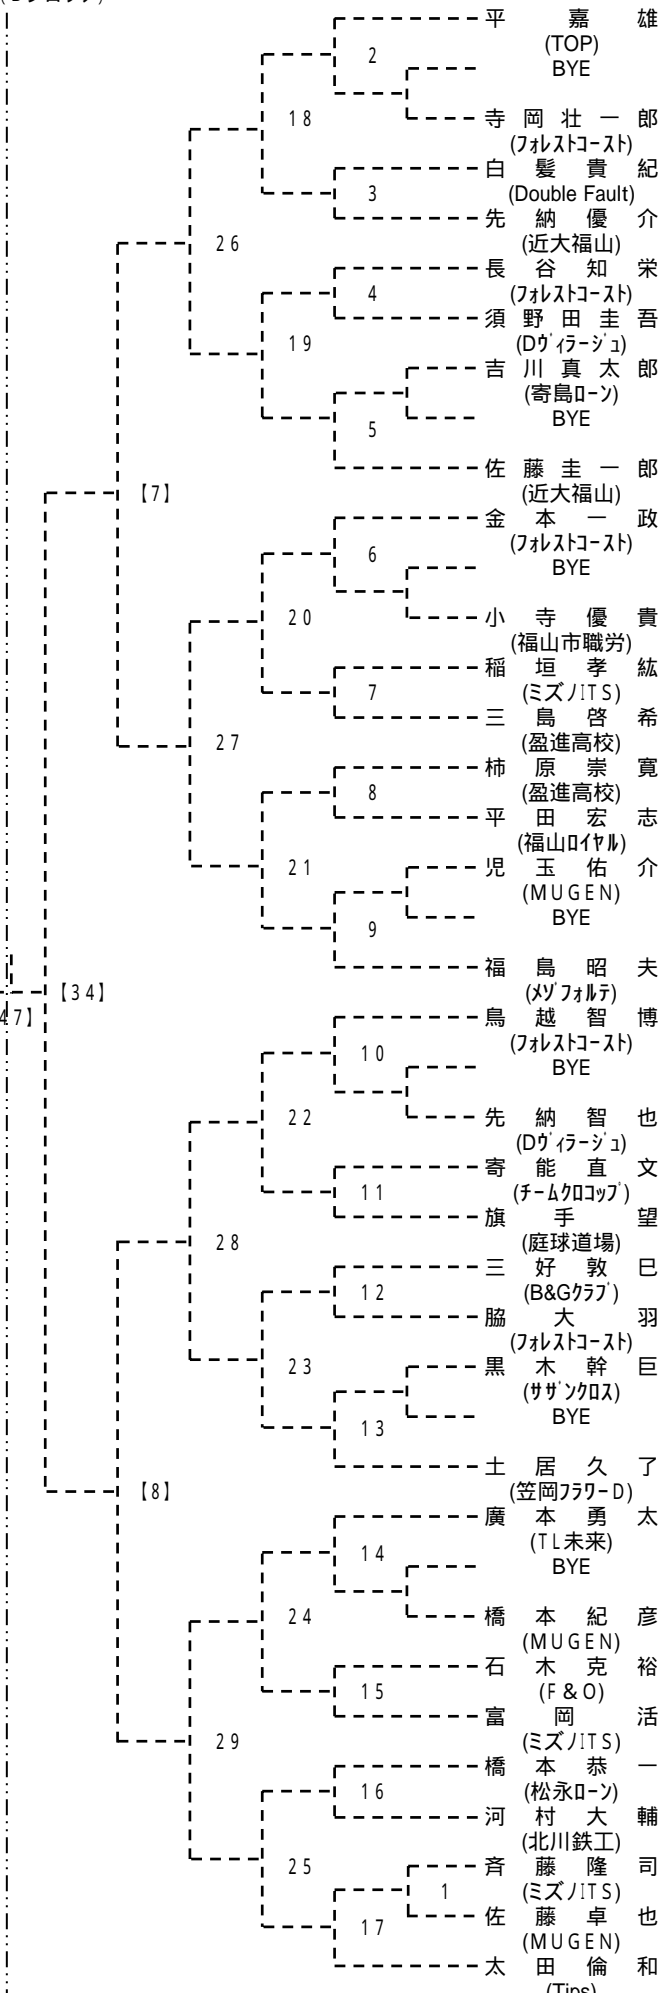 平 嘉 雄
(TOP)
2
BYE
18
寺 岡 壮 一 郎
(ﾌｫﾚｽﾄｺｰｽﾄ)
白 髪 貴 紀
3
(Double Fault)
先 納 優 介
26
(近大福山)
長 谷 知 栄
4
(ﾌｫﾚｽﾄｺｰｽﾄ)
須 野 田 圭 吾
19
(Dヴィﾗｰｼﾞｭ)
吉 川 真 太 郎
(寄島ﾛｰﾝ)
5
BYE
佐 藤 圭 一 郎
【7】
(近大福山)
金 本 一 政
(ﾌｫﾚｽﾄｺｰｽﾄ)
6
BYE
20
小 寺 優 貴
(福山市職労)
稲 垣 孝 紘
7
(ミズノITS)
三 島 啓 希
27
(盈進高校)
柿 原 崇 寛
8
(盈進高校)
平 田 宏 志
(福山ﾛｲﾔﾙ)
21
児 玉 佑 介
(MUGEN)
9
BYE
福 島 昭 夫
【34】
(ﾒｿﾞﾌｫﾙﾃ)
47】
鳥 越 智 博
(ﾌｫﾚｽﾄｺｰｽﾄ)
10
BYE
22
先 納 智 也
(Dヴィﾗｰｼﾞｭ)
寄 能 直 文
11
(ﾁｰﾑｸﾛｺｯﾌﾟ)
旗 手 望
28
(庭球道場)
三 好 敦 巳
12
(B&Gｸﾗﾌﾞ)
脇 大 羽
(ﾌｫﾚｽﾄｺｰｽﾄ)
23
黒 木 幹 巨
(ｻｻﾞﾝｸﾛｽ)
13
BYE
土 居 久 了
【8】
(笠岡ﾌﾗﾜｰD)
廣 本 勇 太
(TL未来)
14
BYE
24
橋 本 紀 彦
(MUGEN)
石 木 克 裕
15
(F&O)
富 岡 活
29
(ミズノITS)
橋 本 恭 一
16
(松永ﾛｰﾝ)
河 村 大 輔
(北川鉄工)
25
斉 藤 隆 司
1
(ミズノITS)
佐 藤 卓 也
17
(MUGEN)
太 田 倫 和
(Tips)